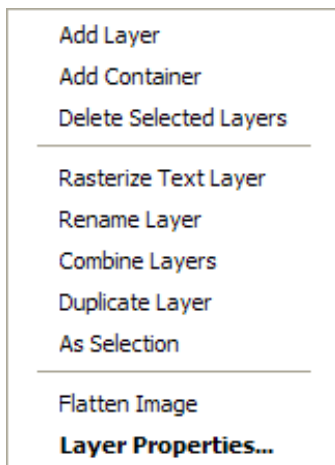 Add Layer
Add Container
Delete Selected Layers
Rasterize Text Layer
Rename Layer
Combine Layers
Duplicate Layer
As Selection
Flatten Image
Layer Properties...